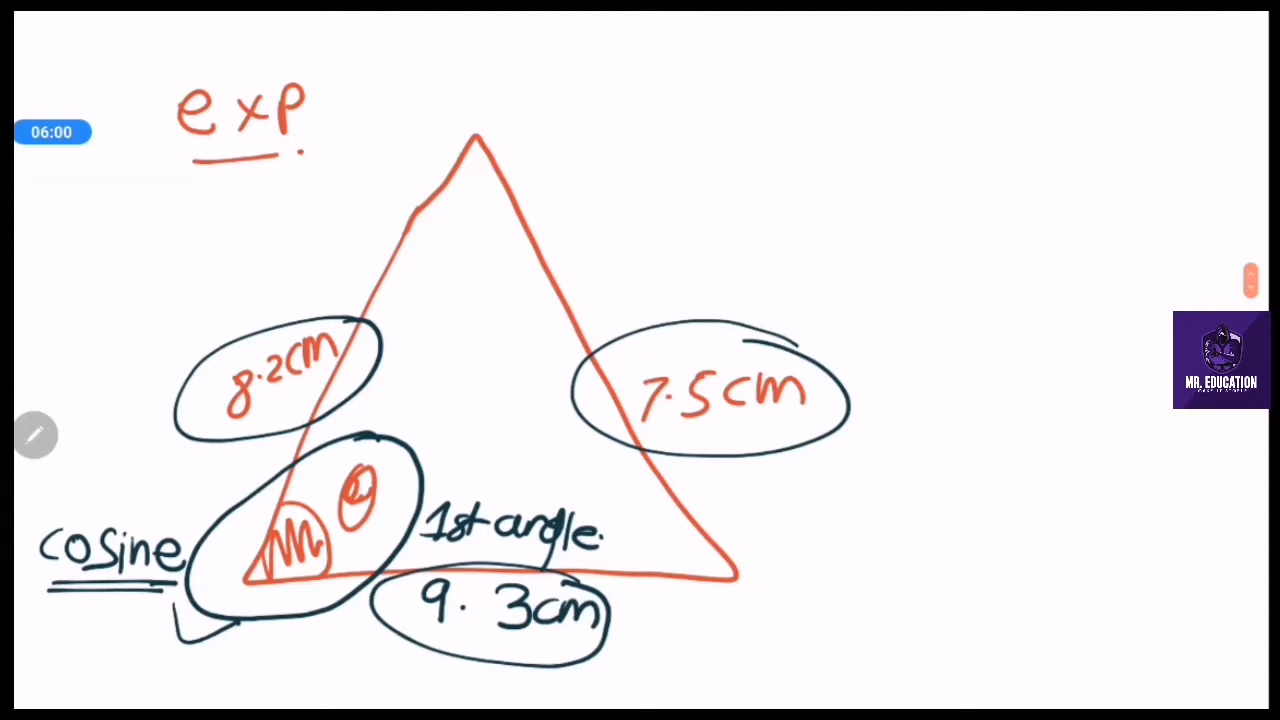 exp.
06:00
8.2cm
7.5cm
MR. EDUCATION
θ
1st angle.
cosine
9.3cm